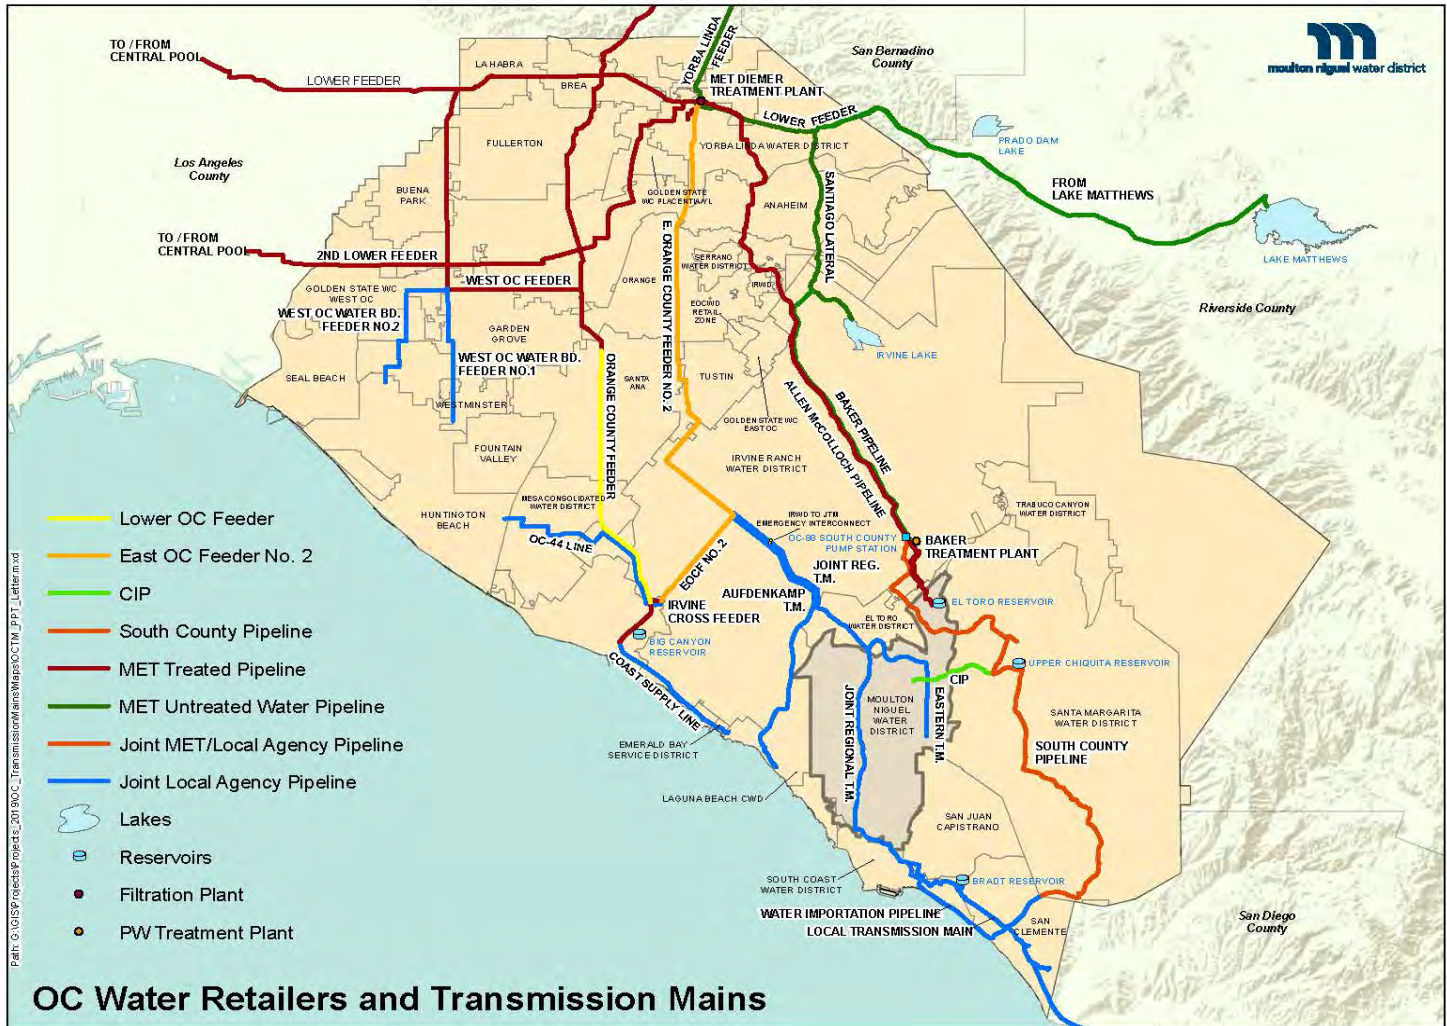 TO / FROM
CENTRAL POOL
LOWER FEEDER
LA HABRA
BREA
YORBA LINDA
FEEDER
MET DIEMER
TREATMENT PLANT
San Bernadino
County
moulton niguel water district
LOWER FEEDER
PRADO DAM
LAKE
FULLERTON
YORBA LINDA WATER DISTRICT
Los Angeles
County
BUENA
PARK
GOLDEN STATE
WC PLACENTIA/YL
ANAHEIM
SANTIAGO LATERAL
FROM
LAKE MATTHEWS
LAKE MATTHEWS
TO / FROM
CENTRAL POOL
2ND LOWER FEEDER
E. ORANGE COUNTY FEEDER NO. 2
SERRANO
WATER DISTRICT
IRWD
ORANGE
WEST OC FEEDER
GOLDEN STATE WC
WEST OC
WEST OC WATER BD.
FEEDER NO.2
EOCWD
RETAIL
ZONE
Riverside County
GARDEN
GROVE
IRVINE LAKE
WEST OC WATER BD.
FEEDER NO.1
SEAL BEACH
ORANGE COUNTY FEEDER
SANTA
ANA
TUSTIN
WESTMINSTER
GOLDEN STATE WC
EAST OC
ALLEN McCOLLOCH PIPELINE
BAKER PIPELINE
FOUNTAIN
VALLEY
IRVINE RANCH
WATER DISTRICT
MESA CONSOLIDATED
WATER DISTRICT
HUNTINGTON
BEACH
TRABUCO CANYON
WATER DISTRICT
IRWD TO JTM
EMERGENCY INTERCONNECT
OC-88 SOUTH COUNTY
PUMP STATION
BAKER
TREATMENT PLANT
OC-44 LINE
EOCF NO. 2
JOINT REG.
T.M.
AUFDENKAMP
T.M.
IRVINE
CROSS FEEDER
EL TORO RESERVOIR
EL TORO
WATER DISTRICT
BIG CANYON
RESERVOIR
COAST SUPPLY LINE
UPPER CHIQUITA RESERVOIR
CIP
MOULTON
NIGUEL
WATER
DISTRICT
JOINT REGIONAL T.M.
EASTERN T.M.
SANTA MARGARITA
WATER DISTRICT
SOUTH COUNTY
PIPELINE
EMERALD BAY
SERVICE DISTRICT
LAGUNA BEACH CWD
SAN JUAN
CAPISTRANO
SOUTH COAST
WATER DISTRICT
BRADT RESERVOIR
WATER IMPORTATION PIPELINE
LOCAL TRANSMISSION MAIN
SAN
CLEMENTE
San Diego
County
Lower OC Feeder
East OC Feeder No. 2
CIP
South County Pipeline
MET Treated Pipeline
MET Untreated Water Pipeline
Joint MET/Local Agency Pipeline
Joint Local Agency Pipeline
Lakes
Reservoirs
Filtration Plant
PW Treatment Plant
Path: G:\GIS\Projects\Projects_2019\OC_TransmissionMains\Maps\OCTM_PPT_Letter.mxd
OC Water Retailers and Transmission Mains